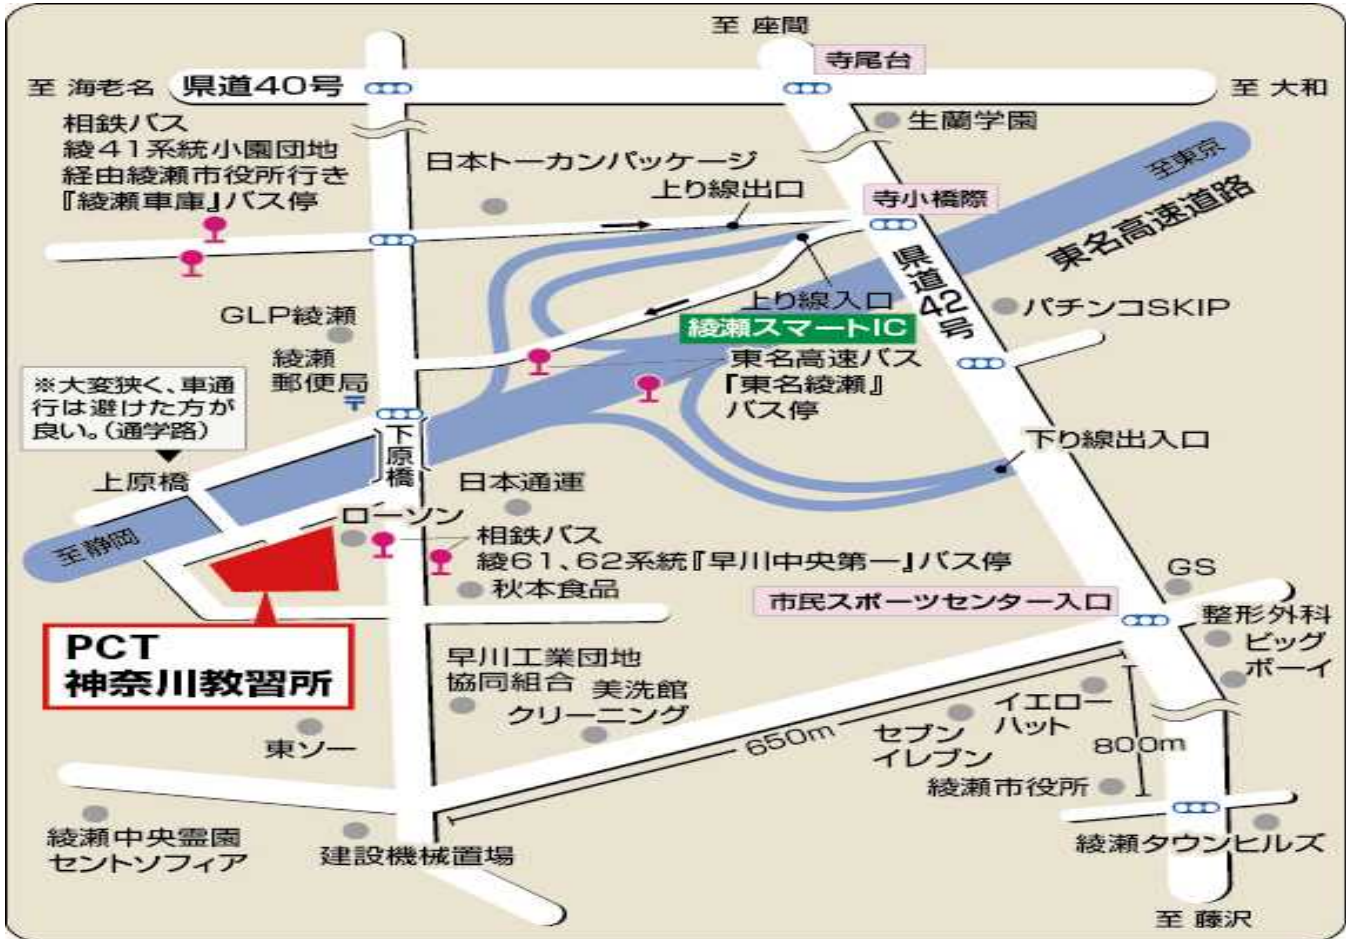 至 座間
寺尾台
至 海老名
県道40号
至 大和
相鉄バス
綾41系統小園団地
経由綾瀬市役所行き
『綾瀬車庫』バス停
生蘭学園
日本トーカンパッケージ
上り線出口
至東京
寺小橋際
東名高速道路
県道42号
上り線入口
GLP綾瀬
パチンコSKIP
綾瀬スマートIC
綾瀬
郵便局
〒
東名高速バス
『東名綾瀬』
バス停
※大変狭く、車通
行は避けた方が
良い。(通学路)
下原橋
下り線出入口
上原橋
日本通運
ローソン
至静岡
相鉄バス
綾61、62系統『早川中央第一』バス停
GS
秋本食品
市民スポーツセンター入口
整形外科
PCT
神奈川教習所
ビッグ
ボーイ
早川工業団地
協同組合
美洗館
クリーニング
イエロー
ハット
セブン
イレブン
650m
800m
東ソー
綾瀬市役所
綾瀬中央霊園
セントソフィア
建設機械置場
綾瀬タウンヒルズ
至 藤沢